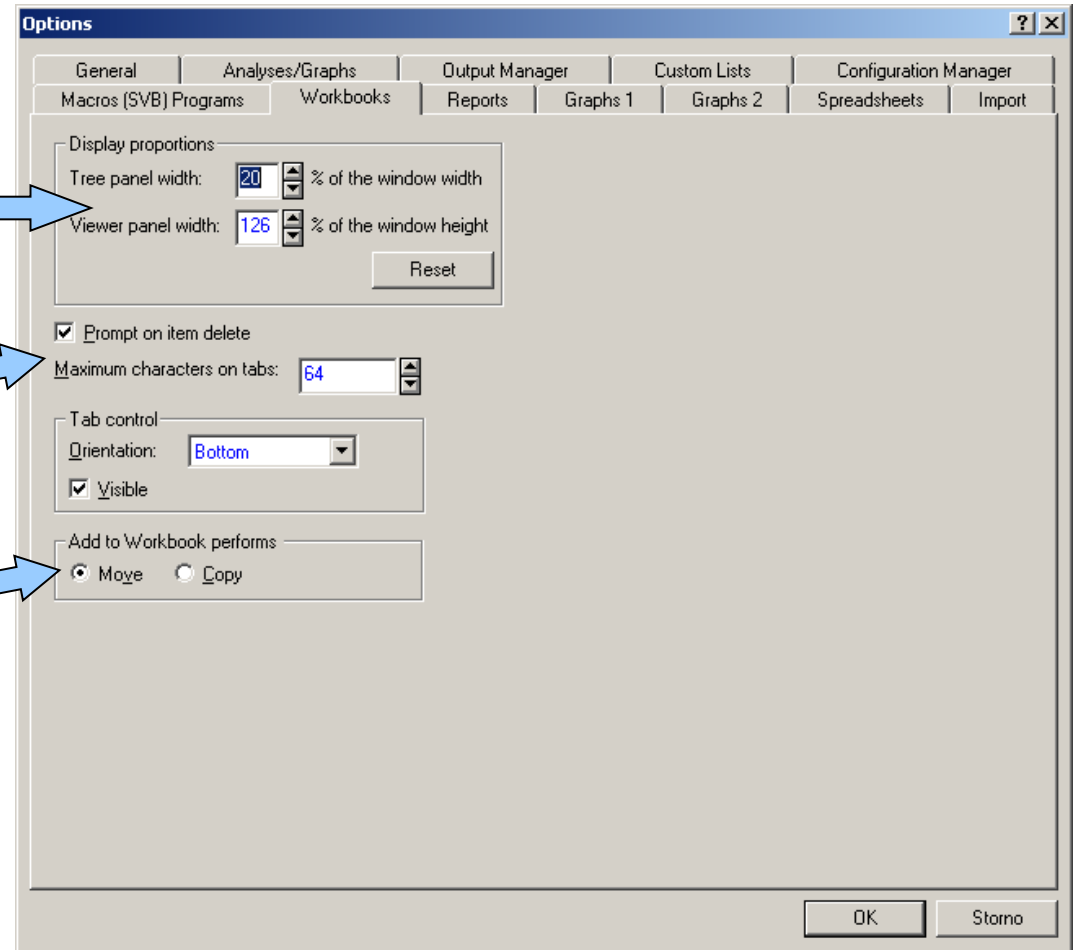 Options
General Analyses/Graphs Output Manager Custom Lists Configuration Manager
Macros (SVB) Programs Workbooks Reports Graphs 1 Graphs 2 Spreadsheets Import
Display proportions
Tree panel width: 20 % of the window width
Viewer panel width: 126 % of the window height
Reset
Prompt on item delete
Maximum characters on tabs: 64
Tab control
Orientation: Bottom
Visible
Add to Workbook performs
Move Copy
OK Storno